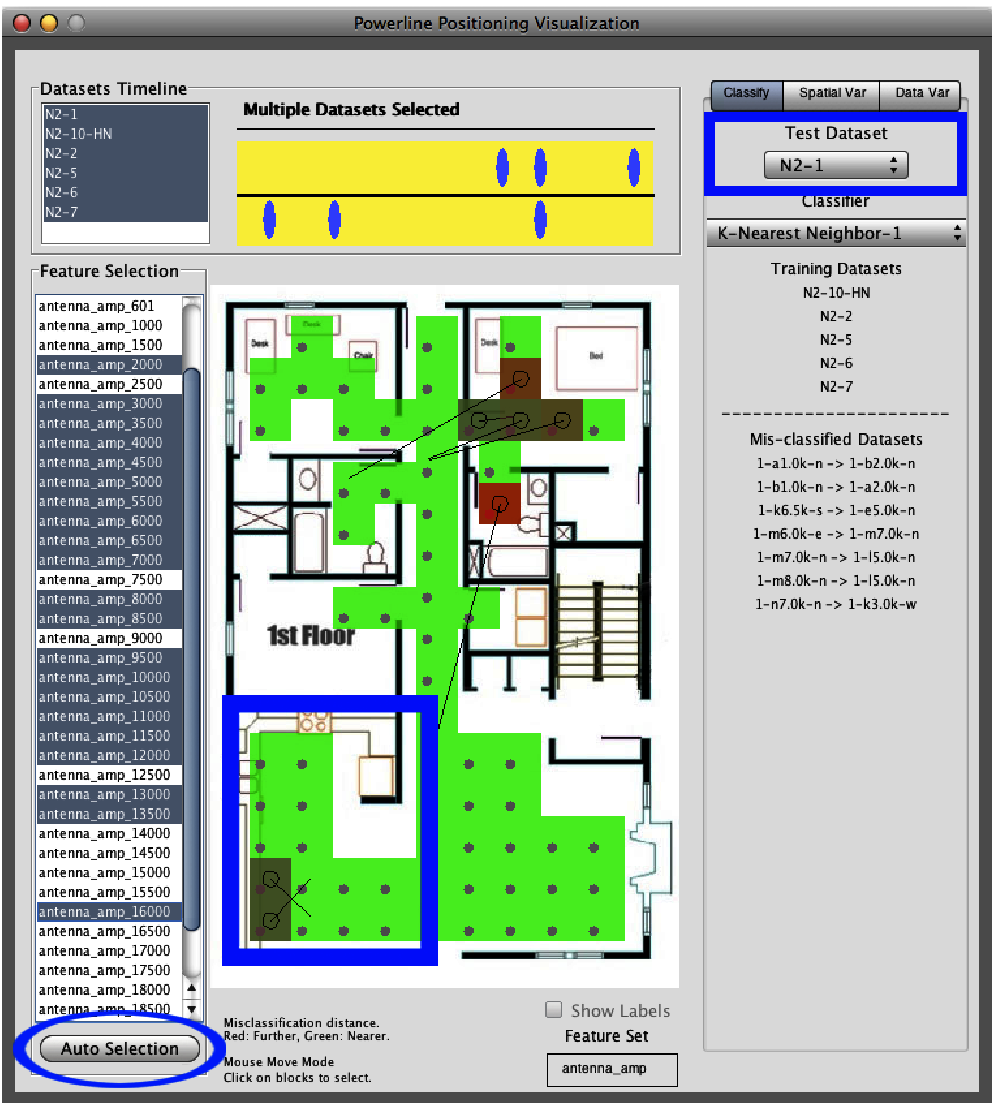 Powerline Positioning Visualization
Datasets Timeline
N2-1
N2-10-HN
N2-2
N2-5
N2-6
N2-7
Multiple Datasets Selected
Classify
Spatial Var
Data Var
Test Dataset
N2-1
Classifier
K-Nearest Neighbor-1
Training Datasets
N2-10-HN
N2-2
N2-5
N2-6
N2-7
Mis-classified Datasets
1-a1.0k-n -> 1-b2.0k-n
1-b1.0k-n -> 1-a2.0k-n
1-k6.5k-s -> 1-e5.0k-n
1-m6.0k-e -> 1-m7.0k-n
1-m7.0k-n -> 1-l5.0k-n
1-m8.0k-n -> 1-l5.0k-n
1-n7.0k-n -> 1-k3.0k-w
Feature Selection
antenna_amp_601
antenna_amp_1000
antenna_amp_1500
antenna_amp_2000
antenna_amp_2500
antenna_amp_3000
antenna_amp_3500
antenna_amp_4000
antenna_amp_4500
antenna_amp_5000
antenna_amp_5500
antenna_amp_6000
antenna_amp_6500
antenna_amp_7000
antenna_amp_7500
antenna_amp_8000
antenna_amp_8500
antenna_amp_9000
antenna_amp_9500
antenna_amp_10000
antenna_amp_10500
antenna_amp_11000
antenna_amp_11500
antenna_amp_12000
antenna_amp_12500
antenna_amp_13000
antenna_amp_13500
antenna_amp_14000
antenna_amp_14500
antenna_amp_15000
antenna_amp_15500
antenna_amp_16000
antenna_amp_16500
antenna_amp_17000
antenna_amp_17500
antenna_amp_18000
antenna_amp_18500
Auto Selection
Desk
Desk
Chair
Desk
Bed
1st Floor
Misclassification distance.
Red: Further, Green: Nearer.
Mouse Move Mode
Click on blocks to select.
Show Labels
Feature Set
antenna_amp